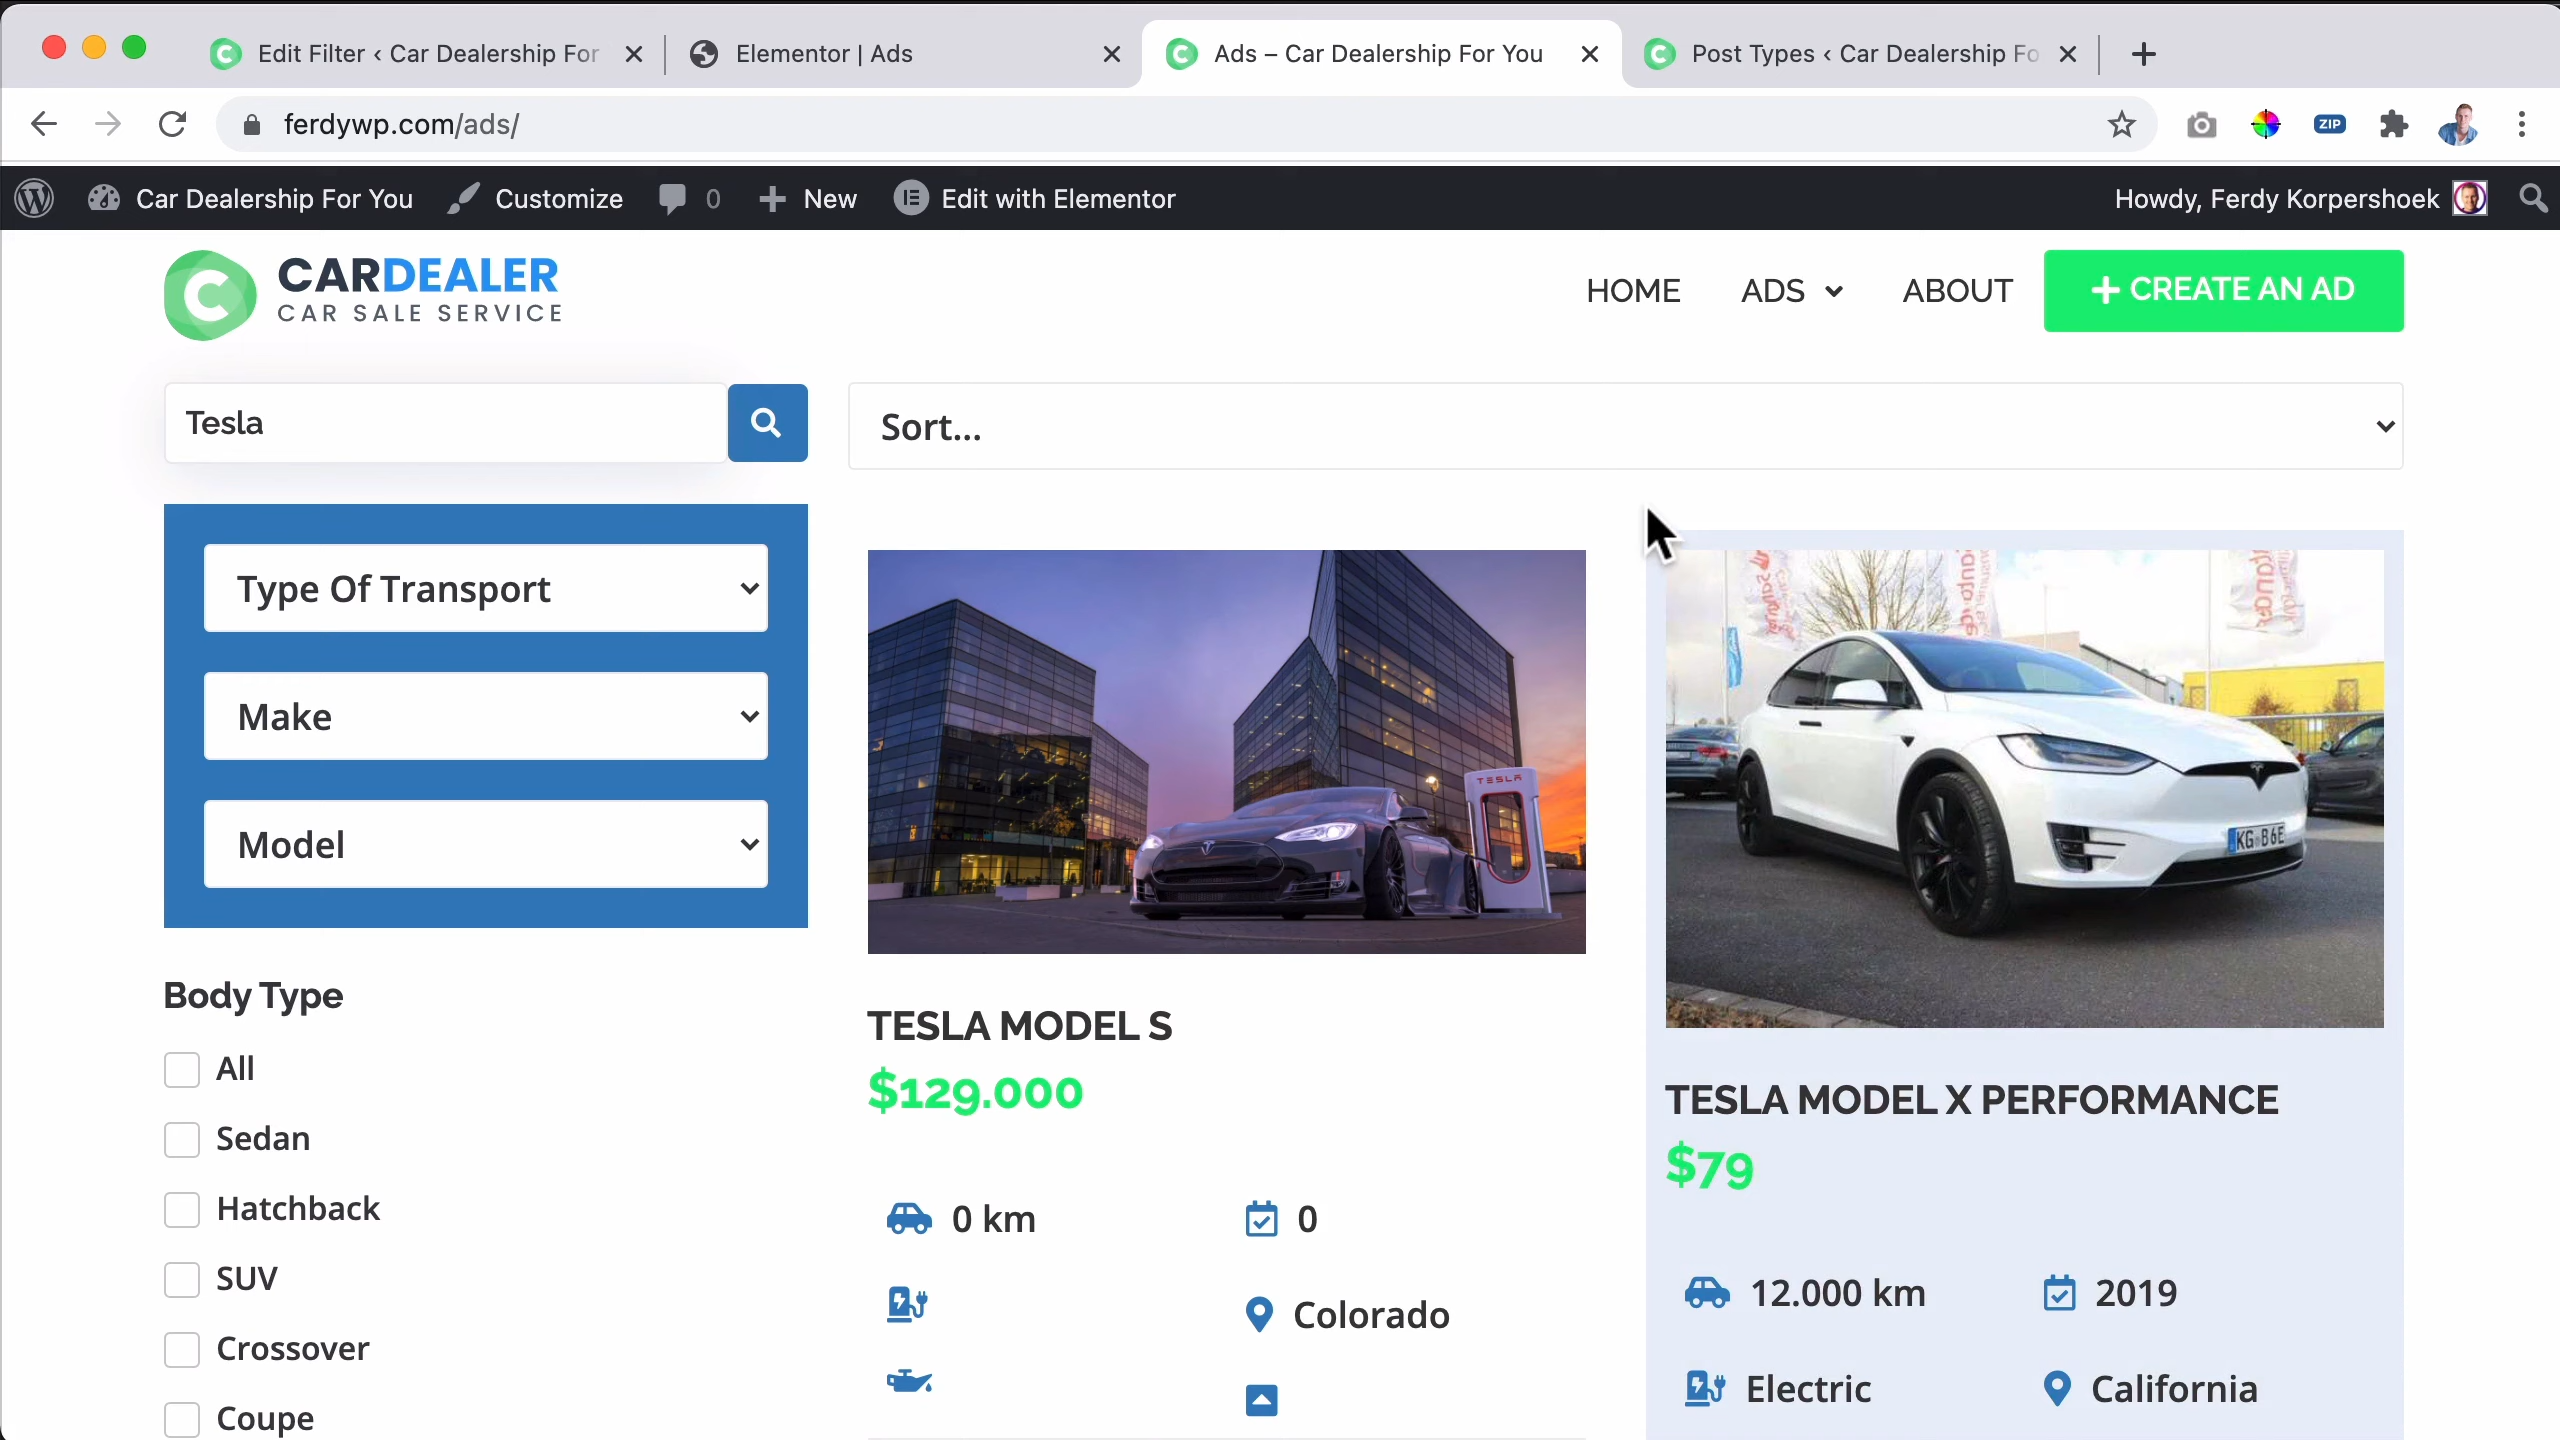 Edit Filter ‹ Car Dealership For
Elementor | Ads
Ads – Car Dealership For You
Post Types ‹ Car Dealership Fo
ferdywp.com/ads/
ZIP
Car Dealership For You
Customize
0
New
Edit with Elementor
Howdy, Ferdy Korpershoek
CARDEALER
CAR SALE SERVICE
HOME
ADS
ABOUT
CREATE AN AD
Tesla
Sort...
Type Of Transport
Make
Model
Body Type
All
Sedan
Hatchback
SUV
Crossover
Coupe
TESLA
TESLA MODEL S
$129.000
0 km
0
Colorado
KG B6E
TESLA MODEL X PERFORMANCE
$79
12.000 km
2019
Electric
California